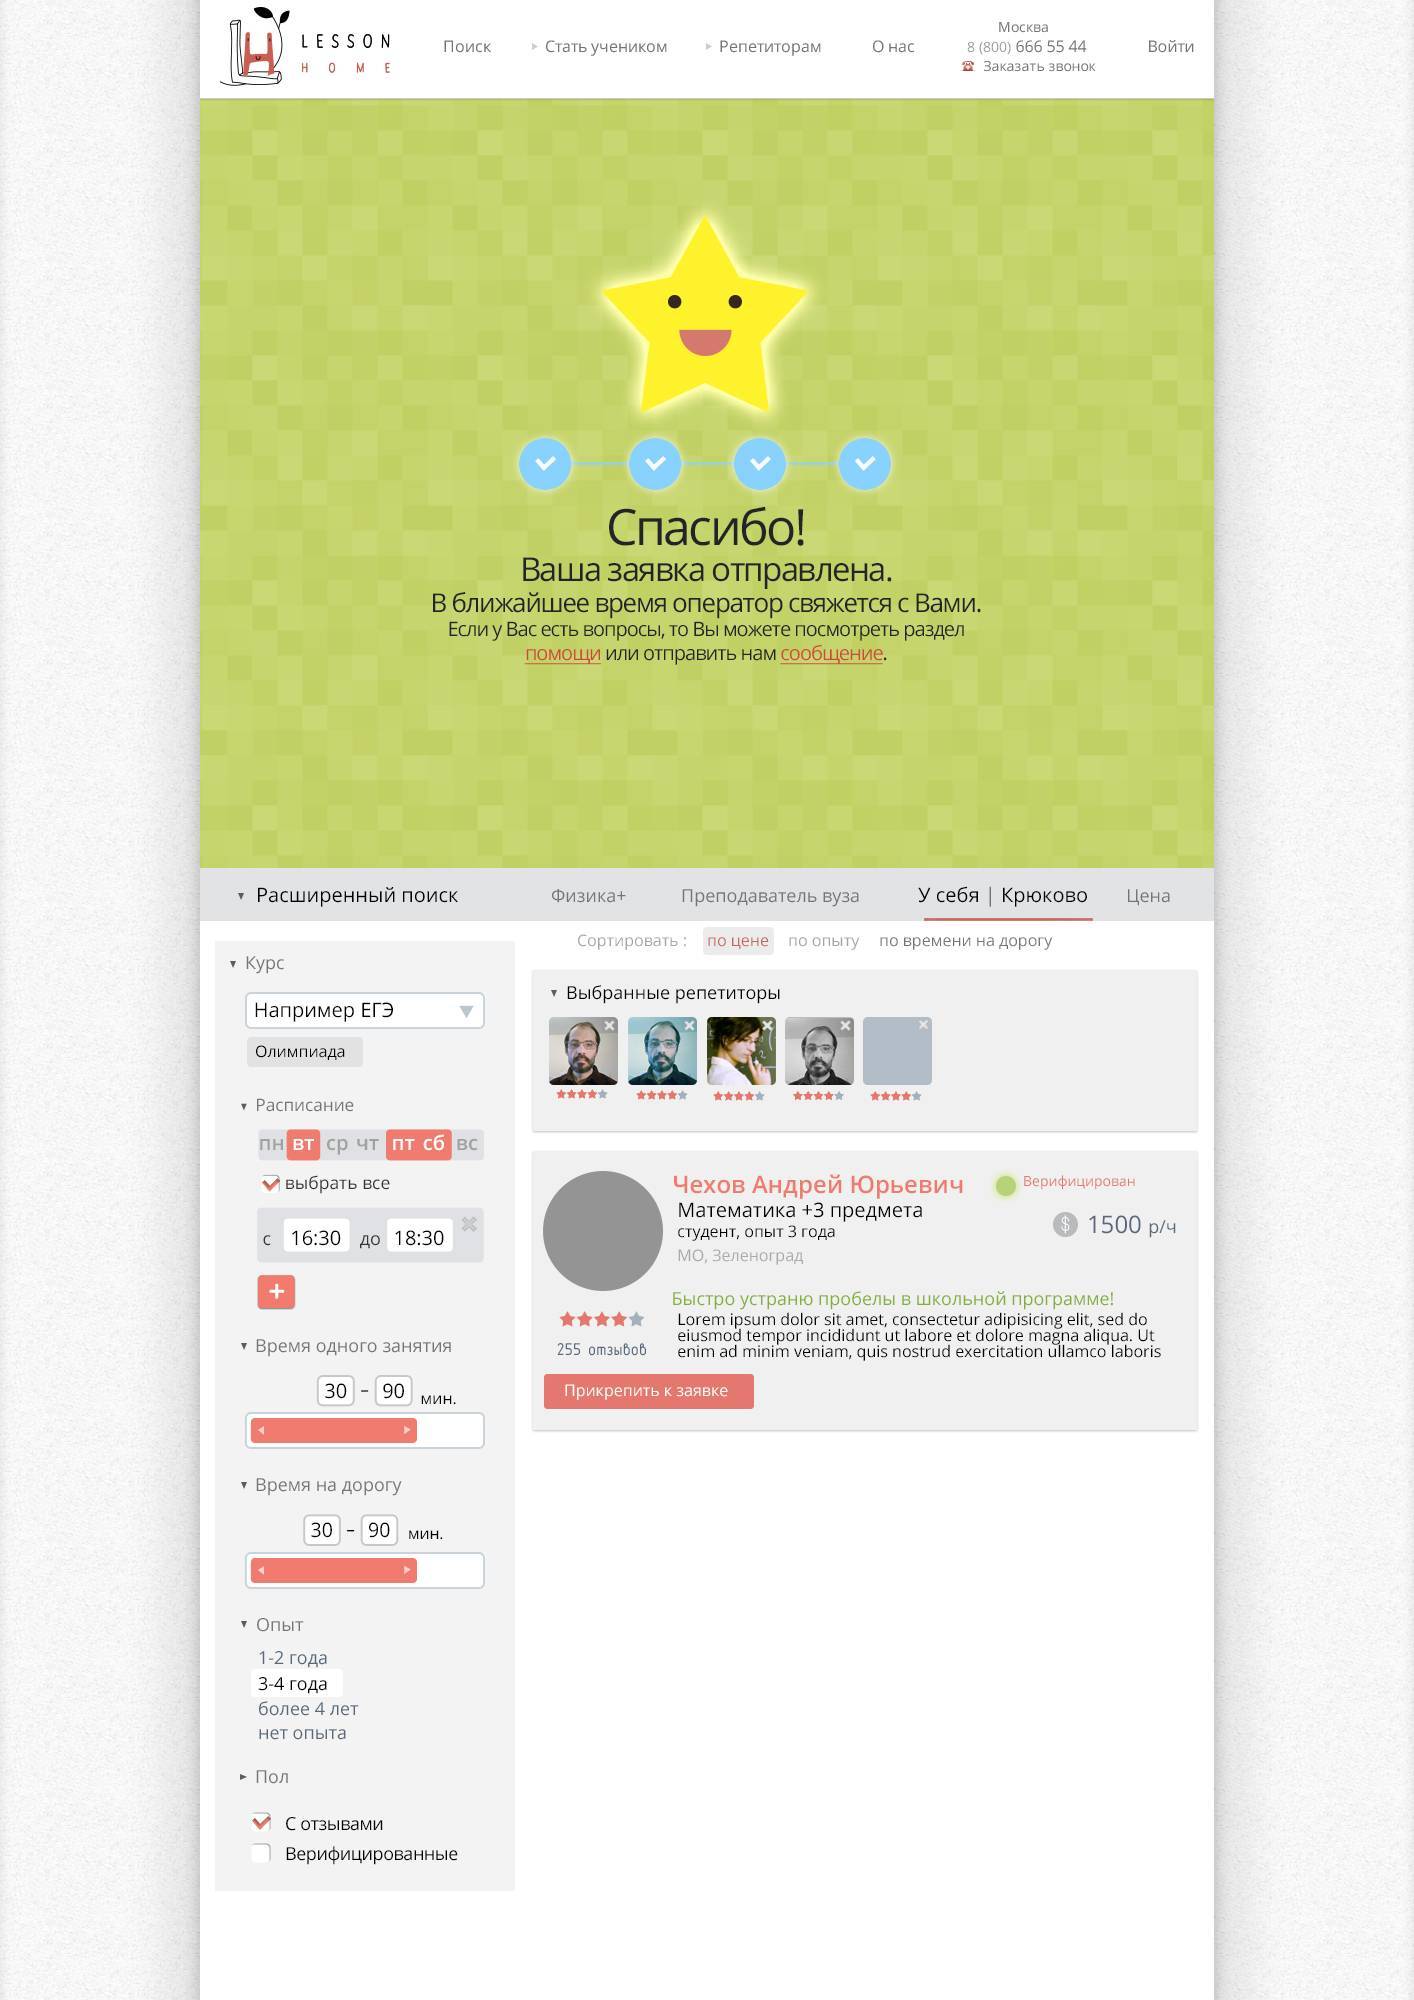 LESSON
HOME
Поиск
Стать учеником
Репетиторам
О нас
Москва
8 (800) 666 55 44
Заказать звонок
Войти
Спасибо!
Ваша заявка отправлена.
В ближайшее время оператор свяжется с Вами.
Если у Вас есть вопросы, то Вы можете посмотреть раздел
помощи или отправить нам сообщение.
Расширенный поиск
Физика+
Преподаватель вуза
У себя | Крюково
Цена
Сортировать : по цене по опыту по времени на дорогу
Курс
Например ЕГЭ
Олимпиада
Расписание
пн вт ср чт пт сб вс
выбрать все
с 16:30 до 18:30
+
Время одного занятия
30 – 90 мин.
Время на дорогу
30 – 90 мин.
Опыт
1-2 года
3-4 года
более 4 лет
нет опыта
Пол
С отзывами
Верифицированные
Выбранные репетиторы
Чехов Андрей Юрьевич
Верифицирован
Математика +3 предмета
студент, опыт 3 года
МО, Зеленоград
$ 1500 р/ч
Быстро устраню пробелы в школьной программе!
Lorem ipsum dolor sit amet, consectetur adipisicing elit, sed do
eiusmod tempor incididunt ut labore et dolore magna aliqua. Ut
enim ad minim veniam, quis nostrud exercitation ullamco laboris
255 отзывов
Прикрепить к заявке